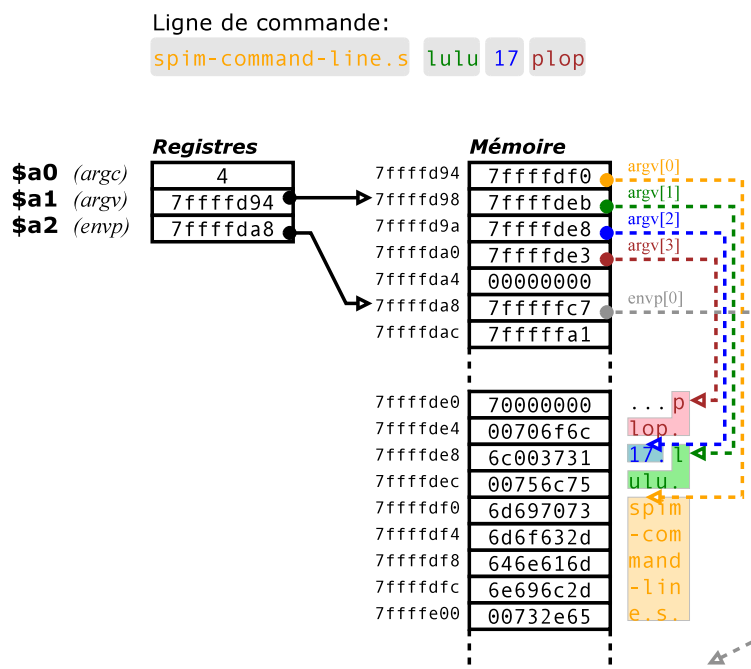 Ligne de commande:
spim-command-line.s lulu 17 plop
Registres
Mémoire
$a0 (argc) 4
$a1 (argv) 7ffffd94
$a2 (envp) 7ffffda8
7ffffd94 7ffffdf0 argv[0]
7ffffd98 7ffffdeb argv[1]
7ffffd9a 7ffffde8 argv[2]
7ffffda0 7ffffde3 argv[3]
7ffffda4 00000000
7ffffda8 7fffffc7 envp[0]
7ffffdac 7fffffa1
7ffffde0 70000000 ...p
7ffffde4 00706f6c lop.
7ffffde8 6c003731 17.l
7ffffdec 00756c75 ulu.
7ffffdf0 6d697073 spim
7ffffdf4 6d6f632d -com
7ffffdf8 646e616d mand
7ffffdfc 6e696c2d -lin
7ffffe00 00732e65 e.s.